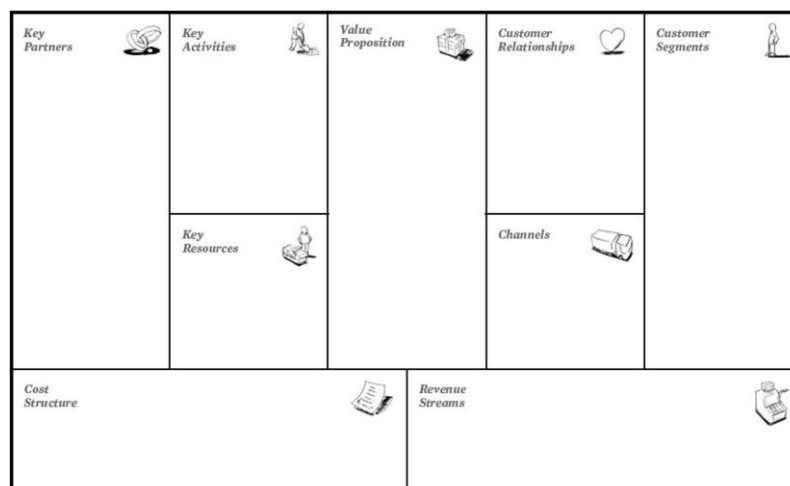 Key
Partners
Key
Activities
Value
Proposition
Customer
Relationships
Customer
Segments
Key
Resources
Channels
Cost
Structure
Revenue
Streams